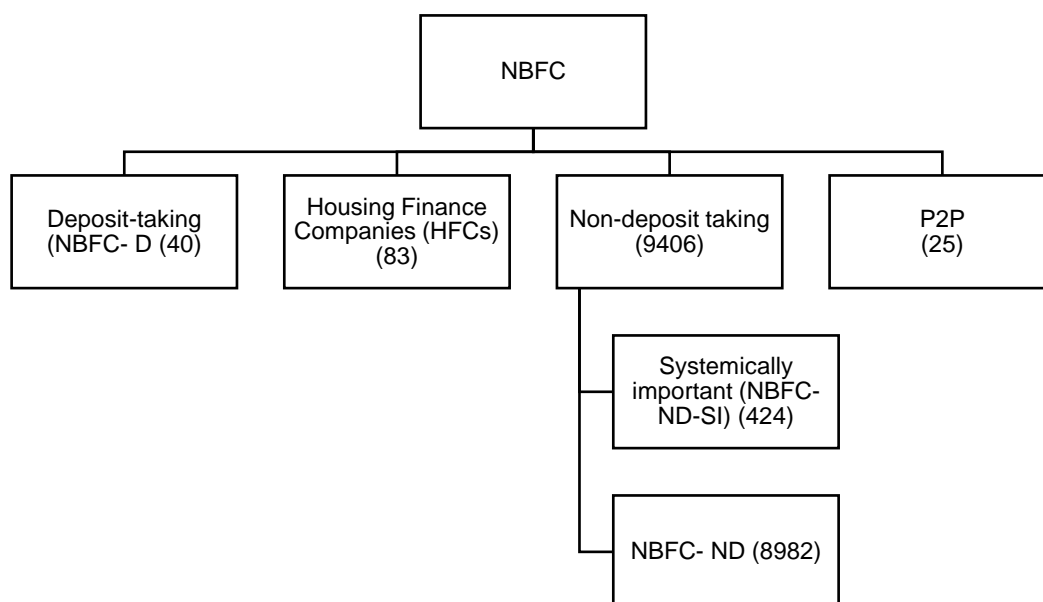 NBFC
Deposit-taking
(NBFC- D (40)
Housing Finance
Companies (HFCs)
(83)
Non-deposit taking
(9406)
P2P
(25)
Systemically
important (NBFC-
ND-SI) (424)
NBFC- ND (8982)